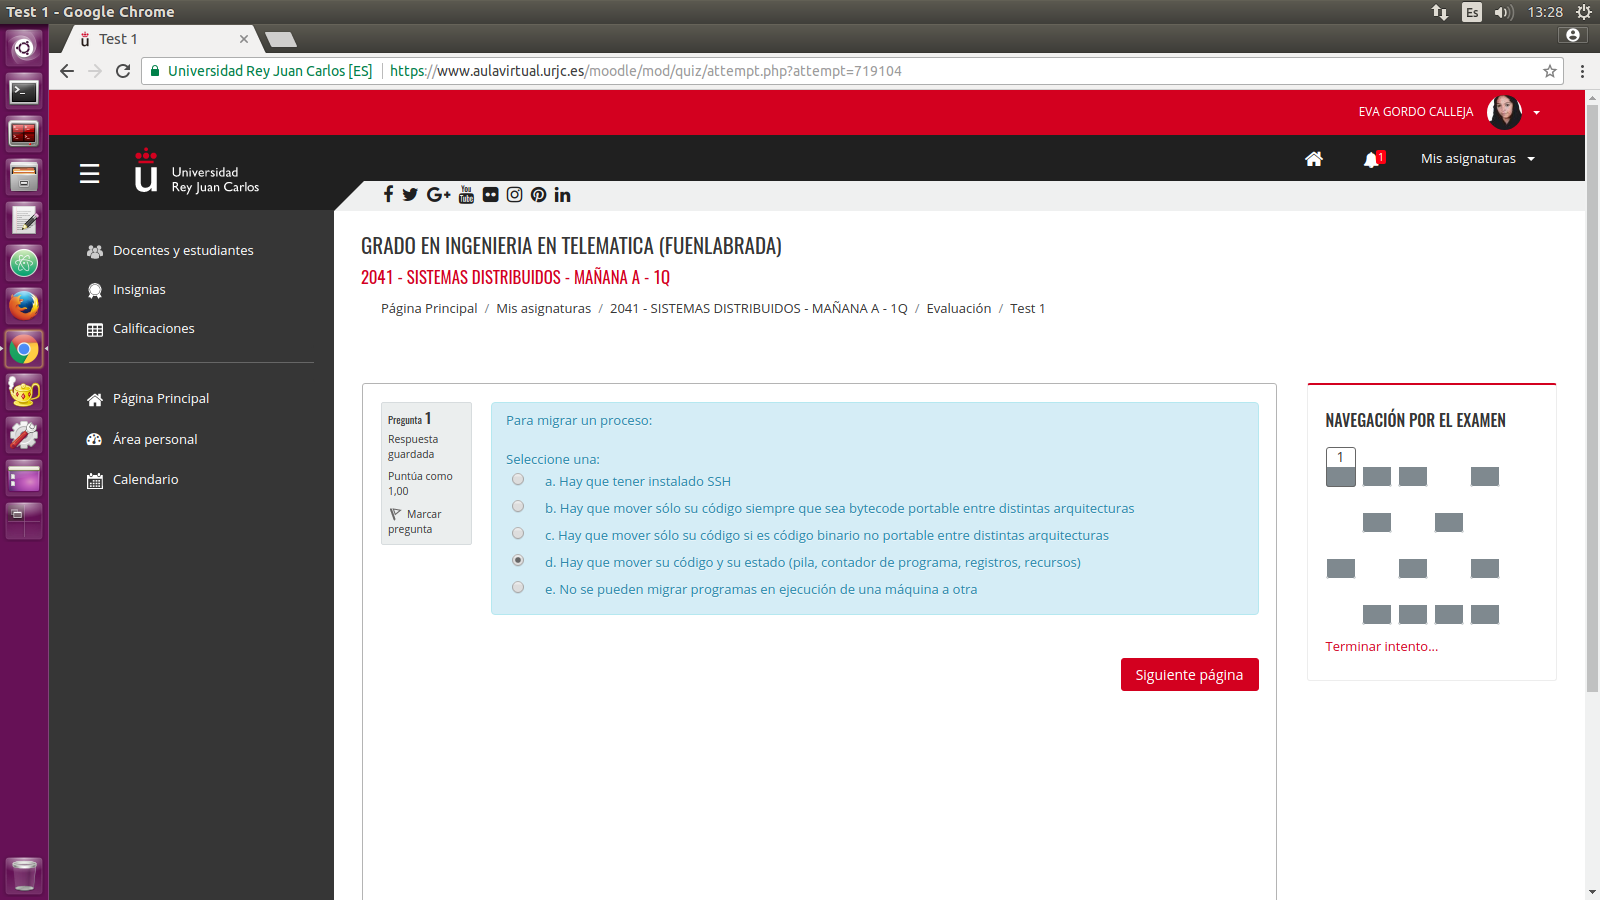 Test 1 - Google Chrome
Es
13:28
Test 1
Universidad Rey Juan Carlos [ES]
https://www.aulavirtual.urjc.es/moodle/mod/quiz/attempt.php?attempt=719104
EVA GORDO CALLEJA
Universidad
Rey Juan Carlos
1
Mis asignaturas
Docentes y estudiantes
Insignias
Calificaciones
Página Principal
Área personal
Calendario
GRADO EN INGENIERIA EN TELEMATICA (FUENLABRADA)
2041 - SISTEMAS DISTRIBUIDOS - MAÑANA A - 1Q
Página Principal / Mis asignaturas / 2041 - SISTEMAS DISTRIBUIDOS - MAÑANA A - 1Q / Evaluación / Test 1
Pregunta 1
Respuesta
guardada
Puntúa como
1,00
Marcar
pregunta
Para migrar un proceso:
Seleccione una:
a. Hay que tener instalado SSH
b. Hay que mover sólo su código siempre que sea bytecode portable entre distintas arquitecturas
c. Hay que mover sólo su código si es código binario no portable entre distintas arquitecturas
d. Hay que mover su código y su estado (pila, contador de programa, registros, recursos)
e. No se pueden migrar programas en ejecución de una máquina a otra
Siguiente página
NAVEGACIÓN POR EL EXAMEN
1
Terminar intento...